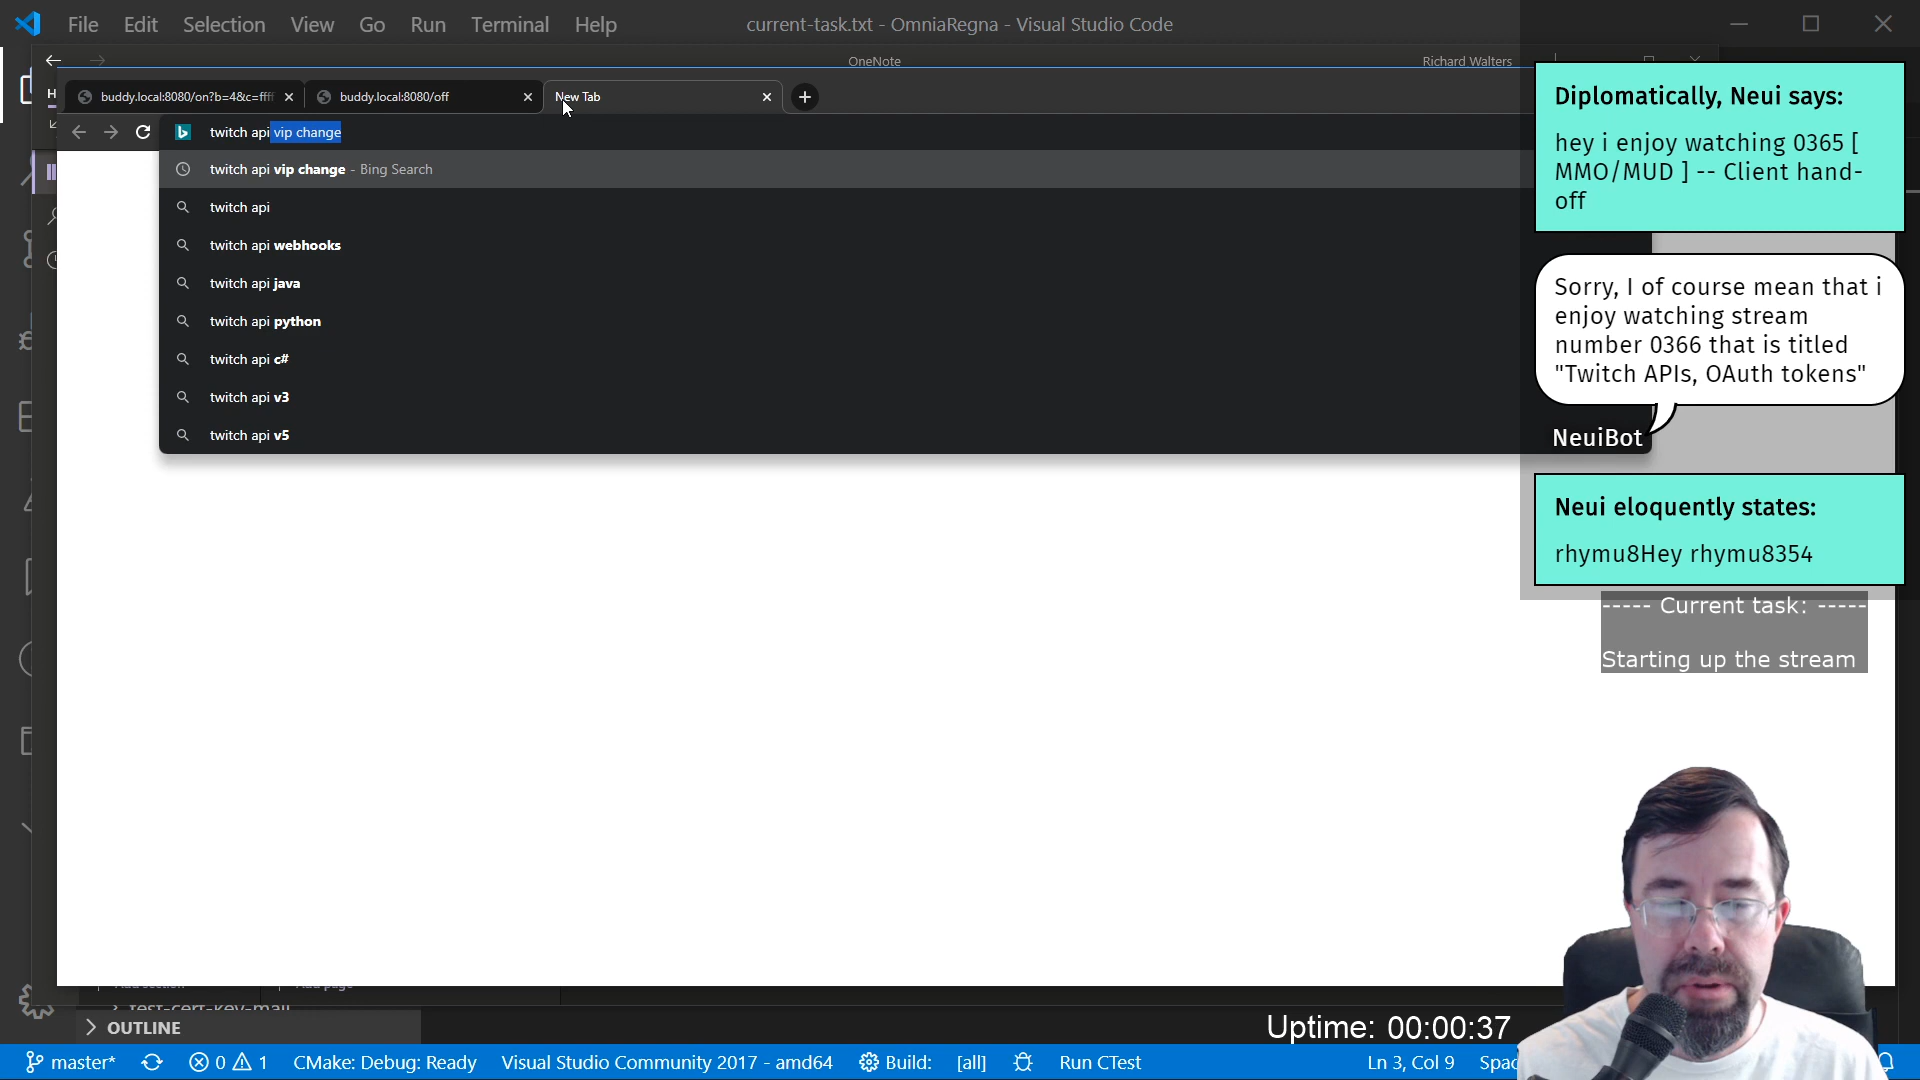 File Edit Selection View Go Run Terminal Help current-task.txt - OmniaRegna - Visual Studio Code
OneNote Richard Walters
buddy.local:8080/on?b=4&c=ffff buddy.local:8080/off New Tab
twitch api vip change
twitch api vip change - Bing Search
twitch api
twitch api webhooks
twitch api java
twitch api python
twitch api c#
twitch api v3
twitch api v5
Diplomatically, Neui says:
hey i enjoy watching 0365 [
MMO/MUD ] -- Client hand-
off
Sorry, I of course mean that i
enjoy watching stream
number 0366 that is titled
"Twitch APIs, OAuth tokens"
NeuiBot
Neui eloquently states:
rhymu8Hey rhymu8354
----- Current task: -----
Starting up the stream
OUTLINE
Uptime: 00:00:37
master* 0 1 CMake: Debug: Ready Visual Studio Community 2017 - amd64 Build: [all] Run CTest Ln 3, Col 9